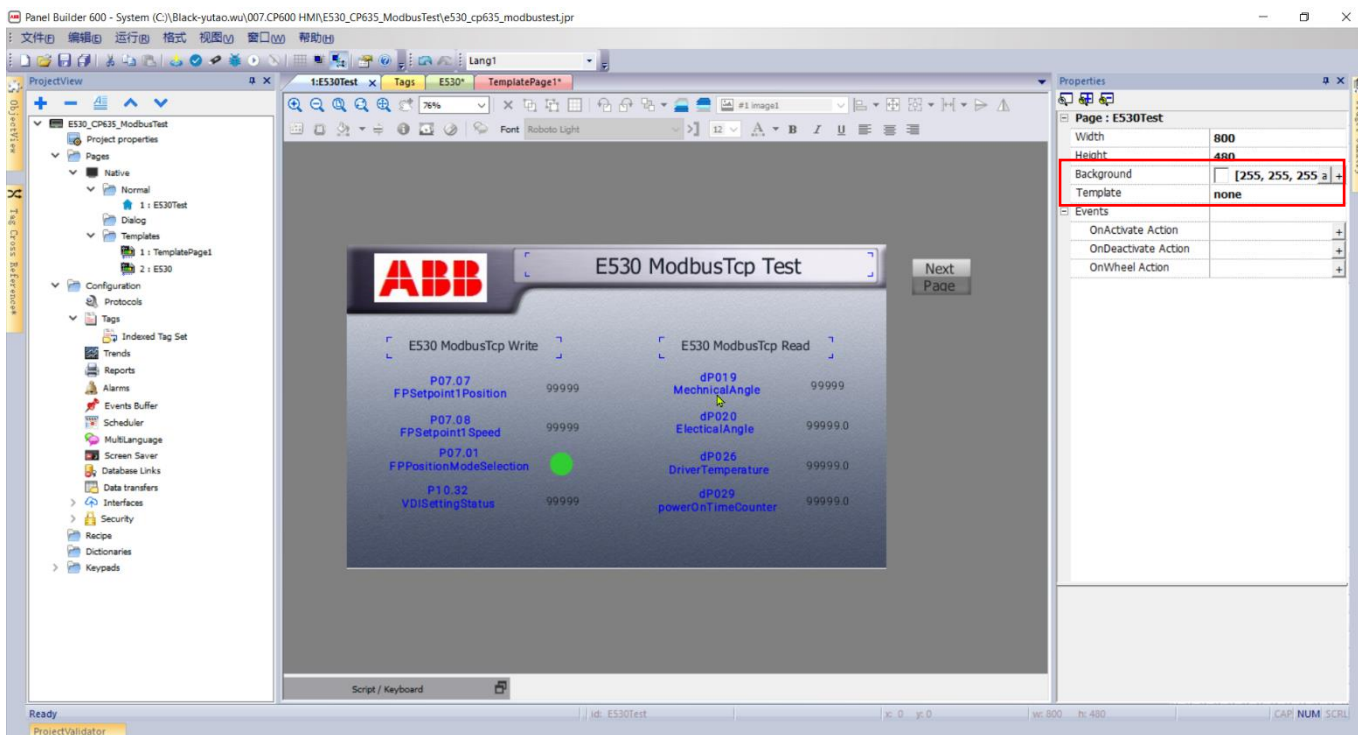 Panel Builder 600 - System (C:)\Black-yutao.wu\007.CP600 HMI\E530_CP635_ModbusTest\e530_cp635_modbustest.jpr
文件(F) 编辑(E) 运行(R) 格式 视图(V) 窗口(W) 帮助(H)
Lang1
ProjectView
E530_CP635_ModbusTest
Project properties
Pages
Native
Normal
1 : E530Test
Dialog
Templates
1 : TemplatePage1
2 : E530
Configuration
Protocols
Tags
Indexed Tag Set
Trends
Reports
Alarms
Events Buffer
Scheduler
MultiLanguage
Screen Saver
Database Links
Data transfers
Interfaces
Security
Recipe
Dictionaries
Keypads
ObjectView
Tag Cross References
1:E530Test x Tags E530* TemplatePage1*
76% #1 image1
Font Roboto Light 12 A B I U
ABB
E530 ModbusTcp Test
Next
Page
E530 ModbusTcp Write
E530 ModbusTcp Read
P07.07
FPSetpoint1Position 99999
dP019
MechnicalAngle 99999
P07.08
FPSetpoint1Speed 99999
dP020
ElecticalAngle 99999.0
P07.01
FPPositionModeSelection
dP026
DriverTemperature 99999.0
P10.32
VDISettingStatus 99999
dP029
powerOnTimeCounter 99999.0
Script / Keyboard
Properties
Page : E530Test
Width 800
Height 480
Background [255, 255, 255 a +
Template none
Events
OnActivate Action +
OnDeactivate Action +
OnWheel Action +
Ready id: E530Test x: 0 y: 0 w: 800 h: 480 CAP NUM SCRL
ProjectValidator